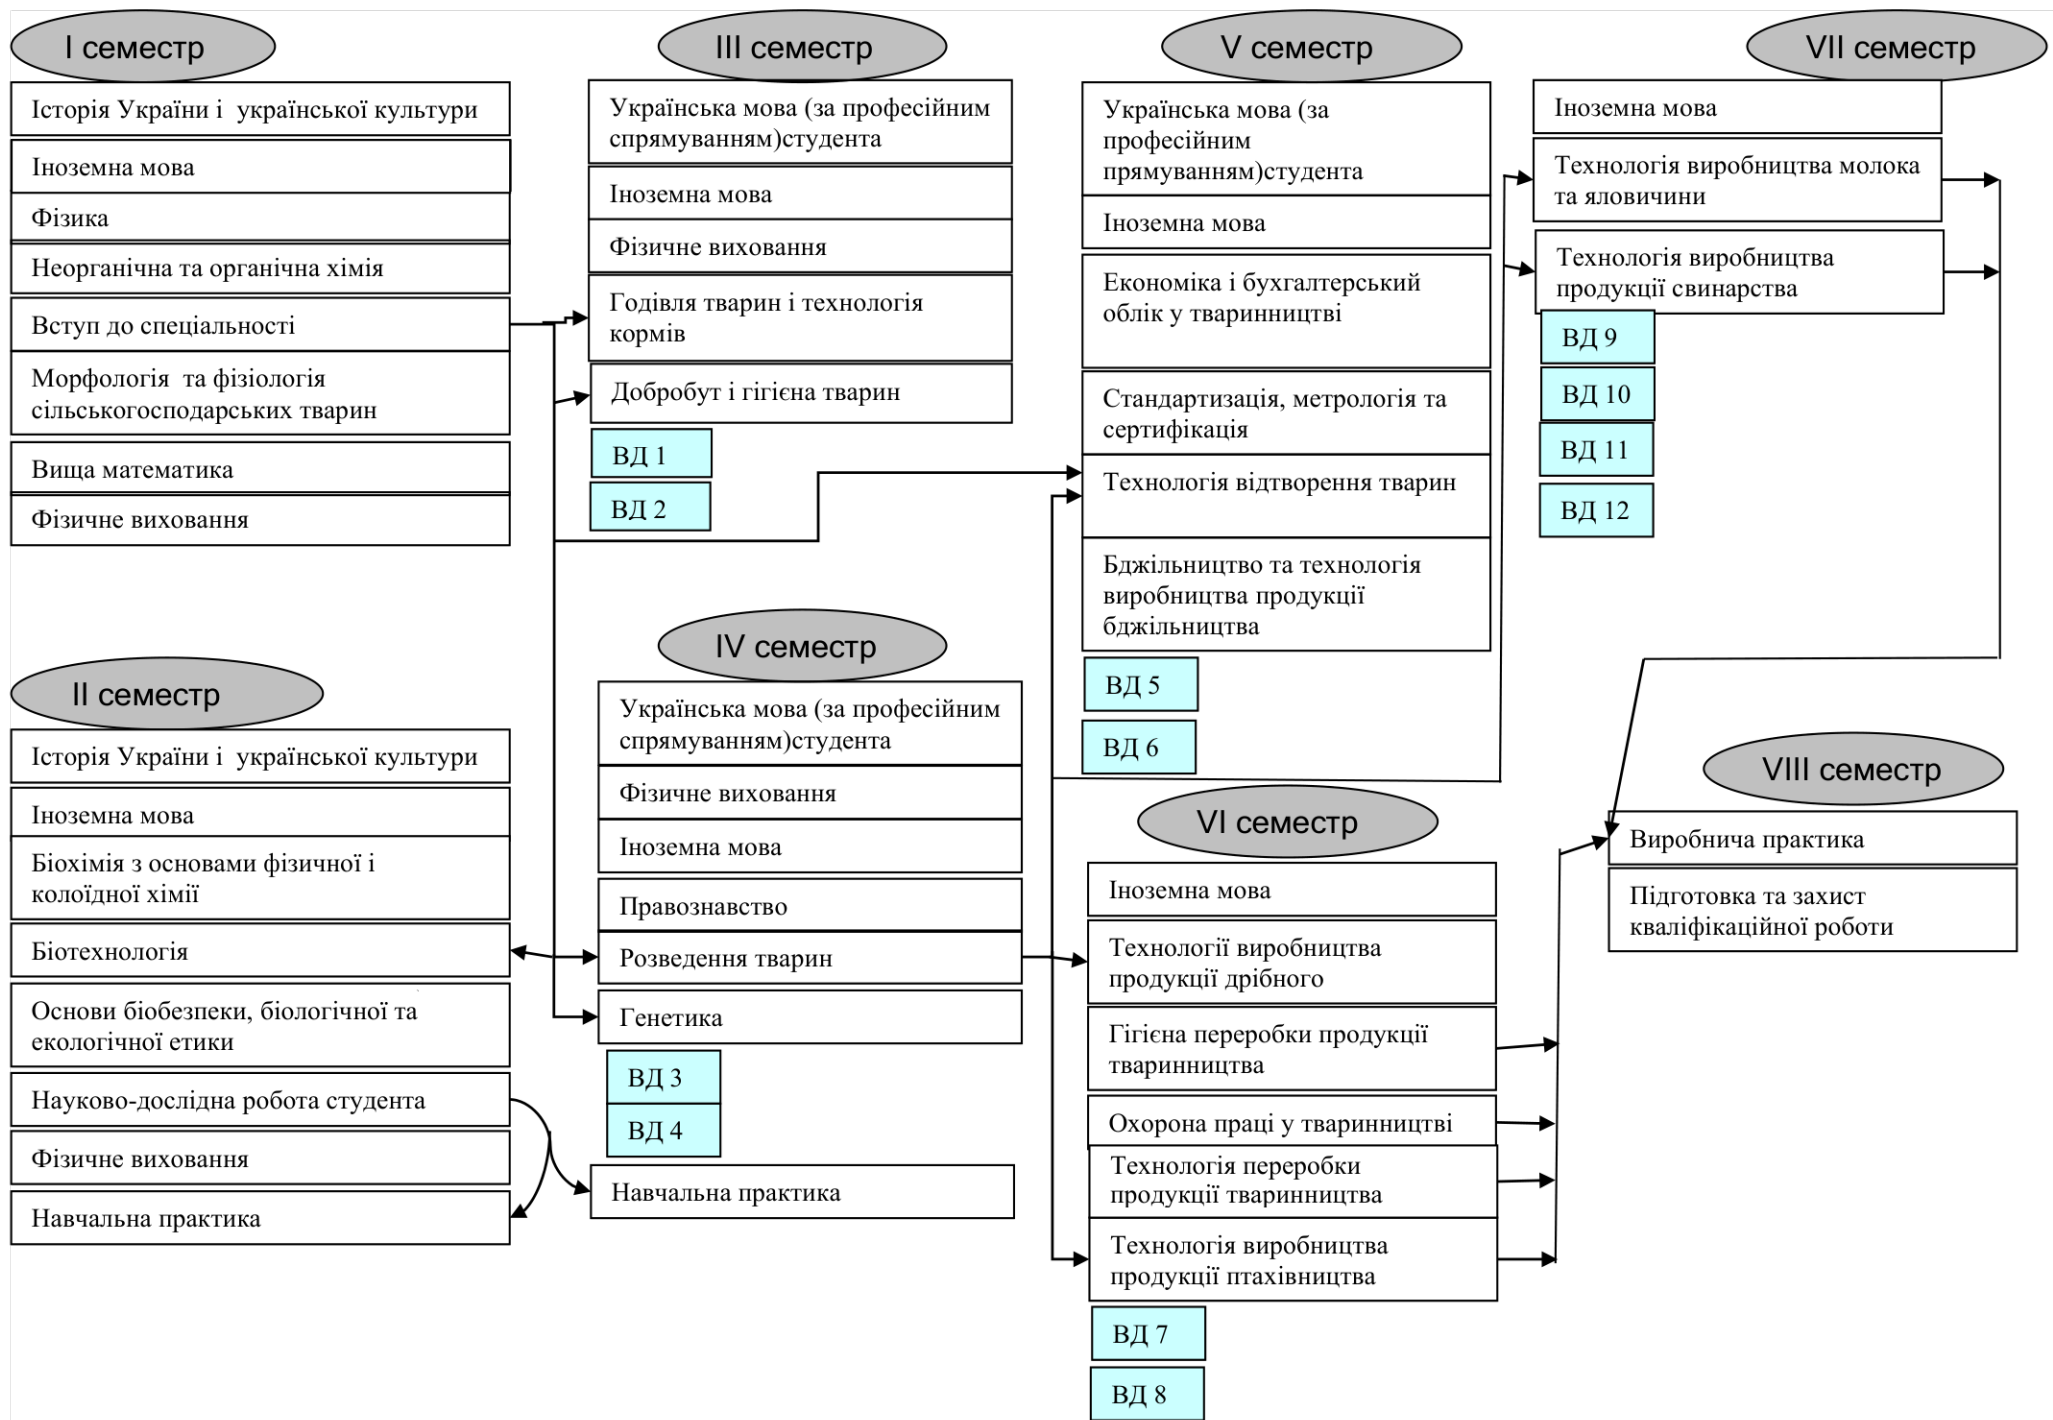 I семестр
Історія України і української культури
Іноземна мова
Фізика
Неорганічна та органічна хімія
Вступ до спеціальності
Морфологія та фізіологія
сільськогосподарських тварин
Вища математика
Фізичне виховання
II семестр
Історія України і української культури
Іноземна мова
Біохімія з основами фізичної і
колоїдної хімії
Біотехнологія
Основи біобезпеки, біологічної та
екологічної етики
Науково-дослідна робота студента
Фізичне виховання
Навчальна практика
III семестр
Українська мова (за професійним
спрямуванням)студента
Іноземна мова
Фізичне виховання
Годівля тварин і технологія
кормів
Добробут і гігієна тварин
ВД 1
ВД 2
IV семестр
Українська мова (за професійним
спрямуванням)студента
Фізичне виховання
Іноземна мова
Правознавство
Розведення тварин
Генетика
ВД 3
ВД 4
Навчальна практика
V семестр
Українська мова (за
професійним
прямуванням)студента
Іноземна мова
Економіка і бухгалтерський
облік у тваринництві
Стандартизація, метрологія та
сертифікація
Технологія відтворення тварин
Бджільництво та технологія
виробництва продукції
бджільництва
ВД 5
ВД 6
VI семестр
Іноземна мова
Технології виробництва
продукції дрібного
Гігієна переробки продукції
тваринництва
Охорона праці у тваринництві
Технологія переробки
продукції тваринництва
Технологія виробництва
продукції птахівництва
ВД 7
ВД 8
VII семестр
Іноземна мова
Технологія виробництва молока
та яловичини
Технологія виробництва
продукції свинарства
ВД 9
ВД 10
ВД 11
ВД 12
VIII семестр
Виробнича практика
Підготовка та захист
кваліфікаційної роботи